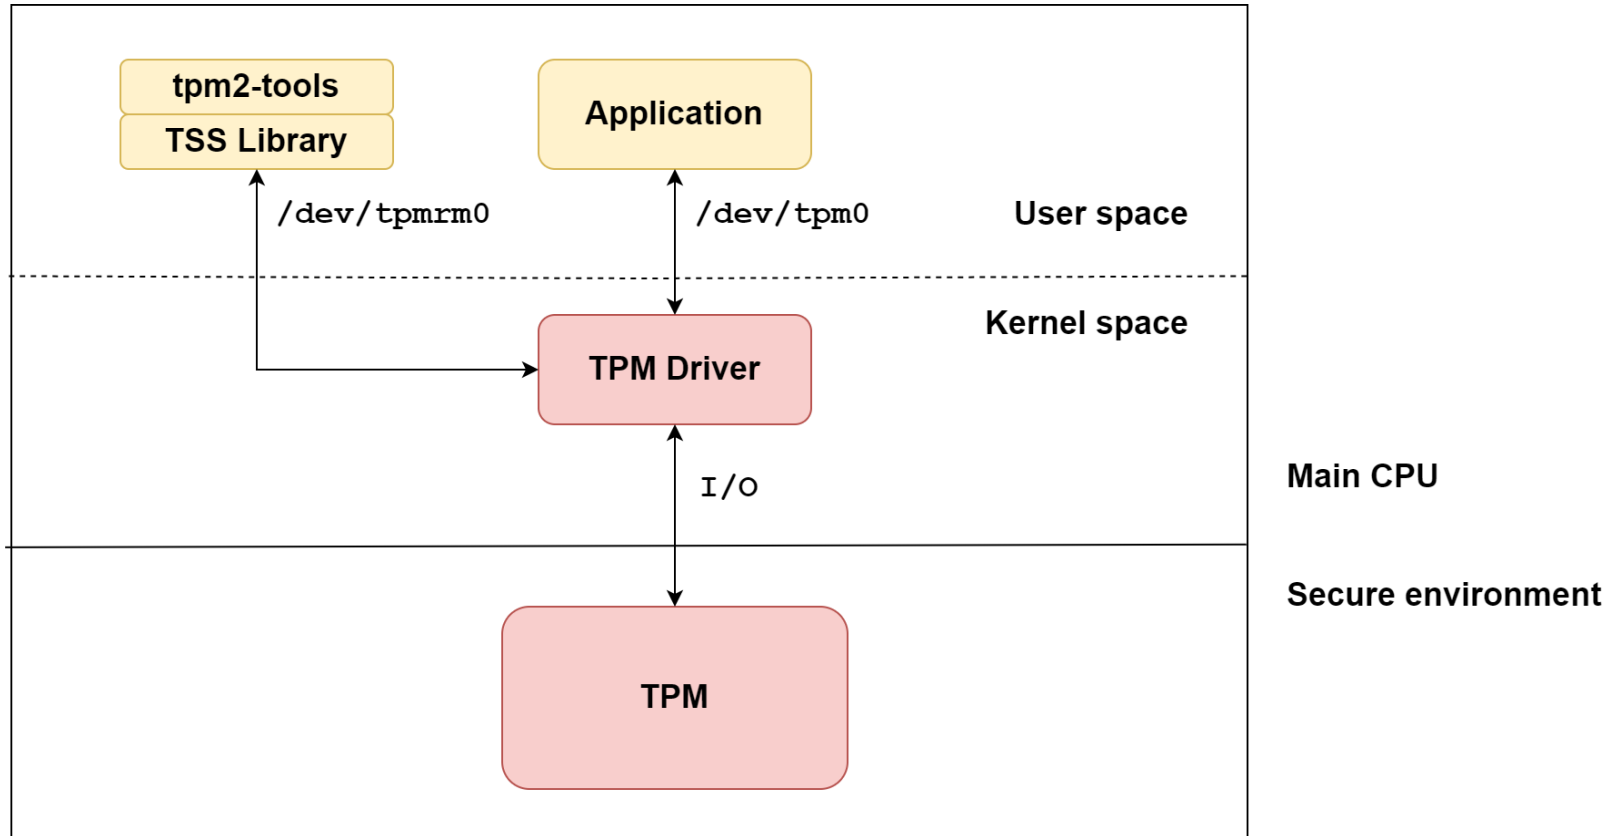 tpm2-tools
TSS Library
Application
/dev/tpmrm0
/dev/tpm0
User space
Kernel space
TPM Driver
I/O
Main CPU
Secure environment
TPM